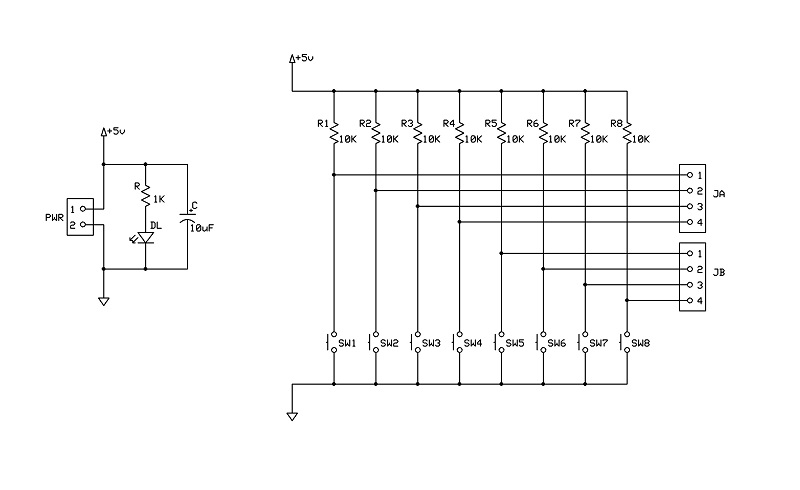 +5v
R1 R2 R3 R4 R5 R6 R7 R8
10K 10K 10K 10K 10K 10K 10K 10K
+5v
R
1K
C
+
10uF
DL
PWR
1
2
1
2
3
4
JA
1
2
3
4
JB
SW1 SW2 SW3 SW4 SW5 SW6 SW7 SW8